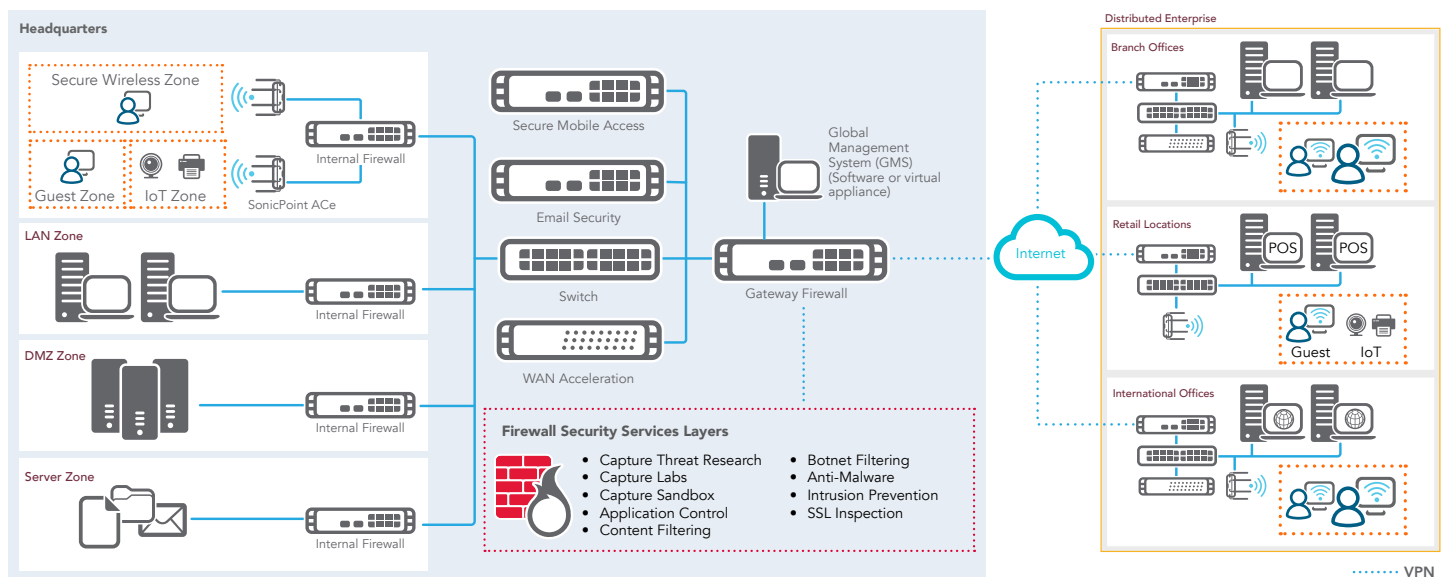 Headquarters
Secure Wireless Zone
Guest Zone
IoT Zone
SonicPoint ACe
Internal Firewall
LAN Zone
Internal Firewall
DMZ Zone
Internal Firewall
Server Zone
Internal Firewall
Secure Mobile Access
Email Security
Switch
WAN Acceleration
Global
Management
System (GMS)
(Software or virtual
appliance)
Gateway Firewall
Firewall Security Services Layers
• Capture Threat Research
• Capture Labs
• Capture Sandbox
• Application Control
• Content Filtering
• Botnet Filtering
• Anti-Malware
• Intrusion Prevention
• SSL Inspection
Internet
Distributed Enterprise
Branch Offices
Retail Locations
POS
POS
Guest
IoT
International Offices
VPN